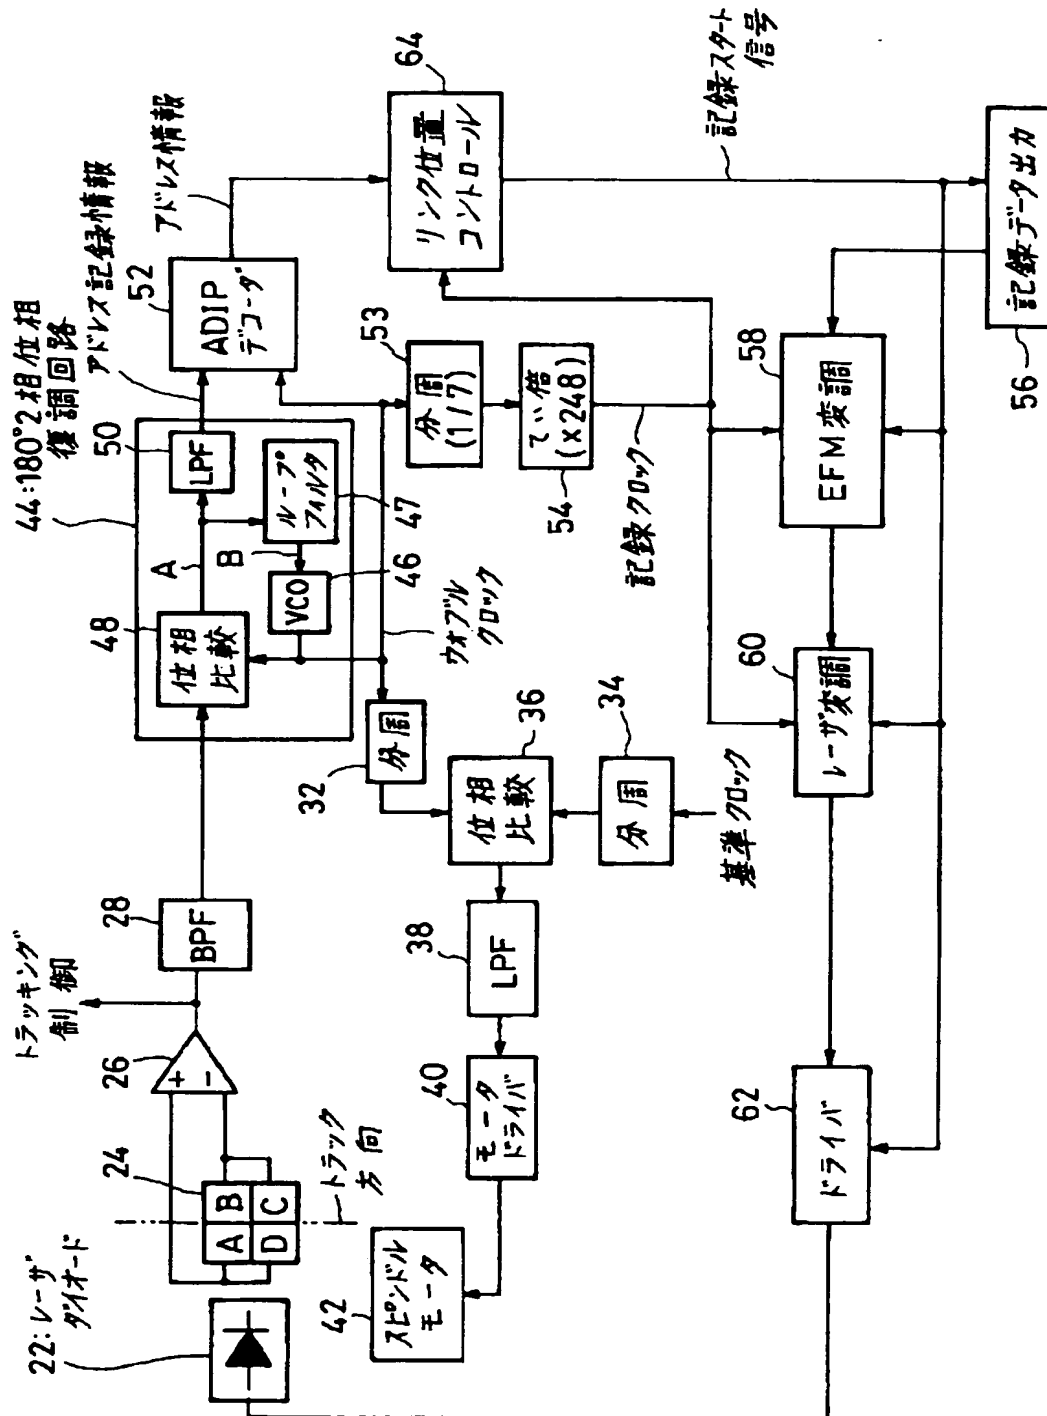 22:レーザ
ダイオード
24
A
B
D
C
トラック
方向
26
+
-
トラッキング
制御
28
BPF
44:180°2相位相
復調回路
48
位相
比較
A
50
LPF
B
ループ
フィルタ
47
VCO
46
アドレス記録情報
52
ADIP
デコーダ
アドレス情報
64
リンク位置
コントロール
記録スタート
信号
ウオブル
クロック
53
分周
(1/7)
てい倍
(×248)
54
記録クロック
32
分周
36
位相
比較
34
分周
基準クロック
38
LPF
40
モータ
ドライバ
42
スピンドル
モータ
62
ドライバ
60
レーザ変調
58
EFM変調
56
記録データ出力